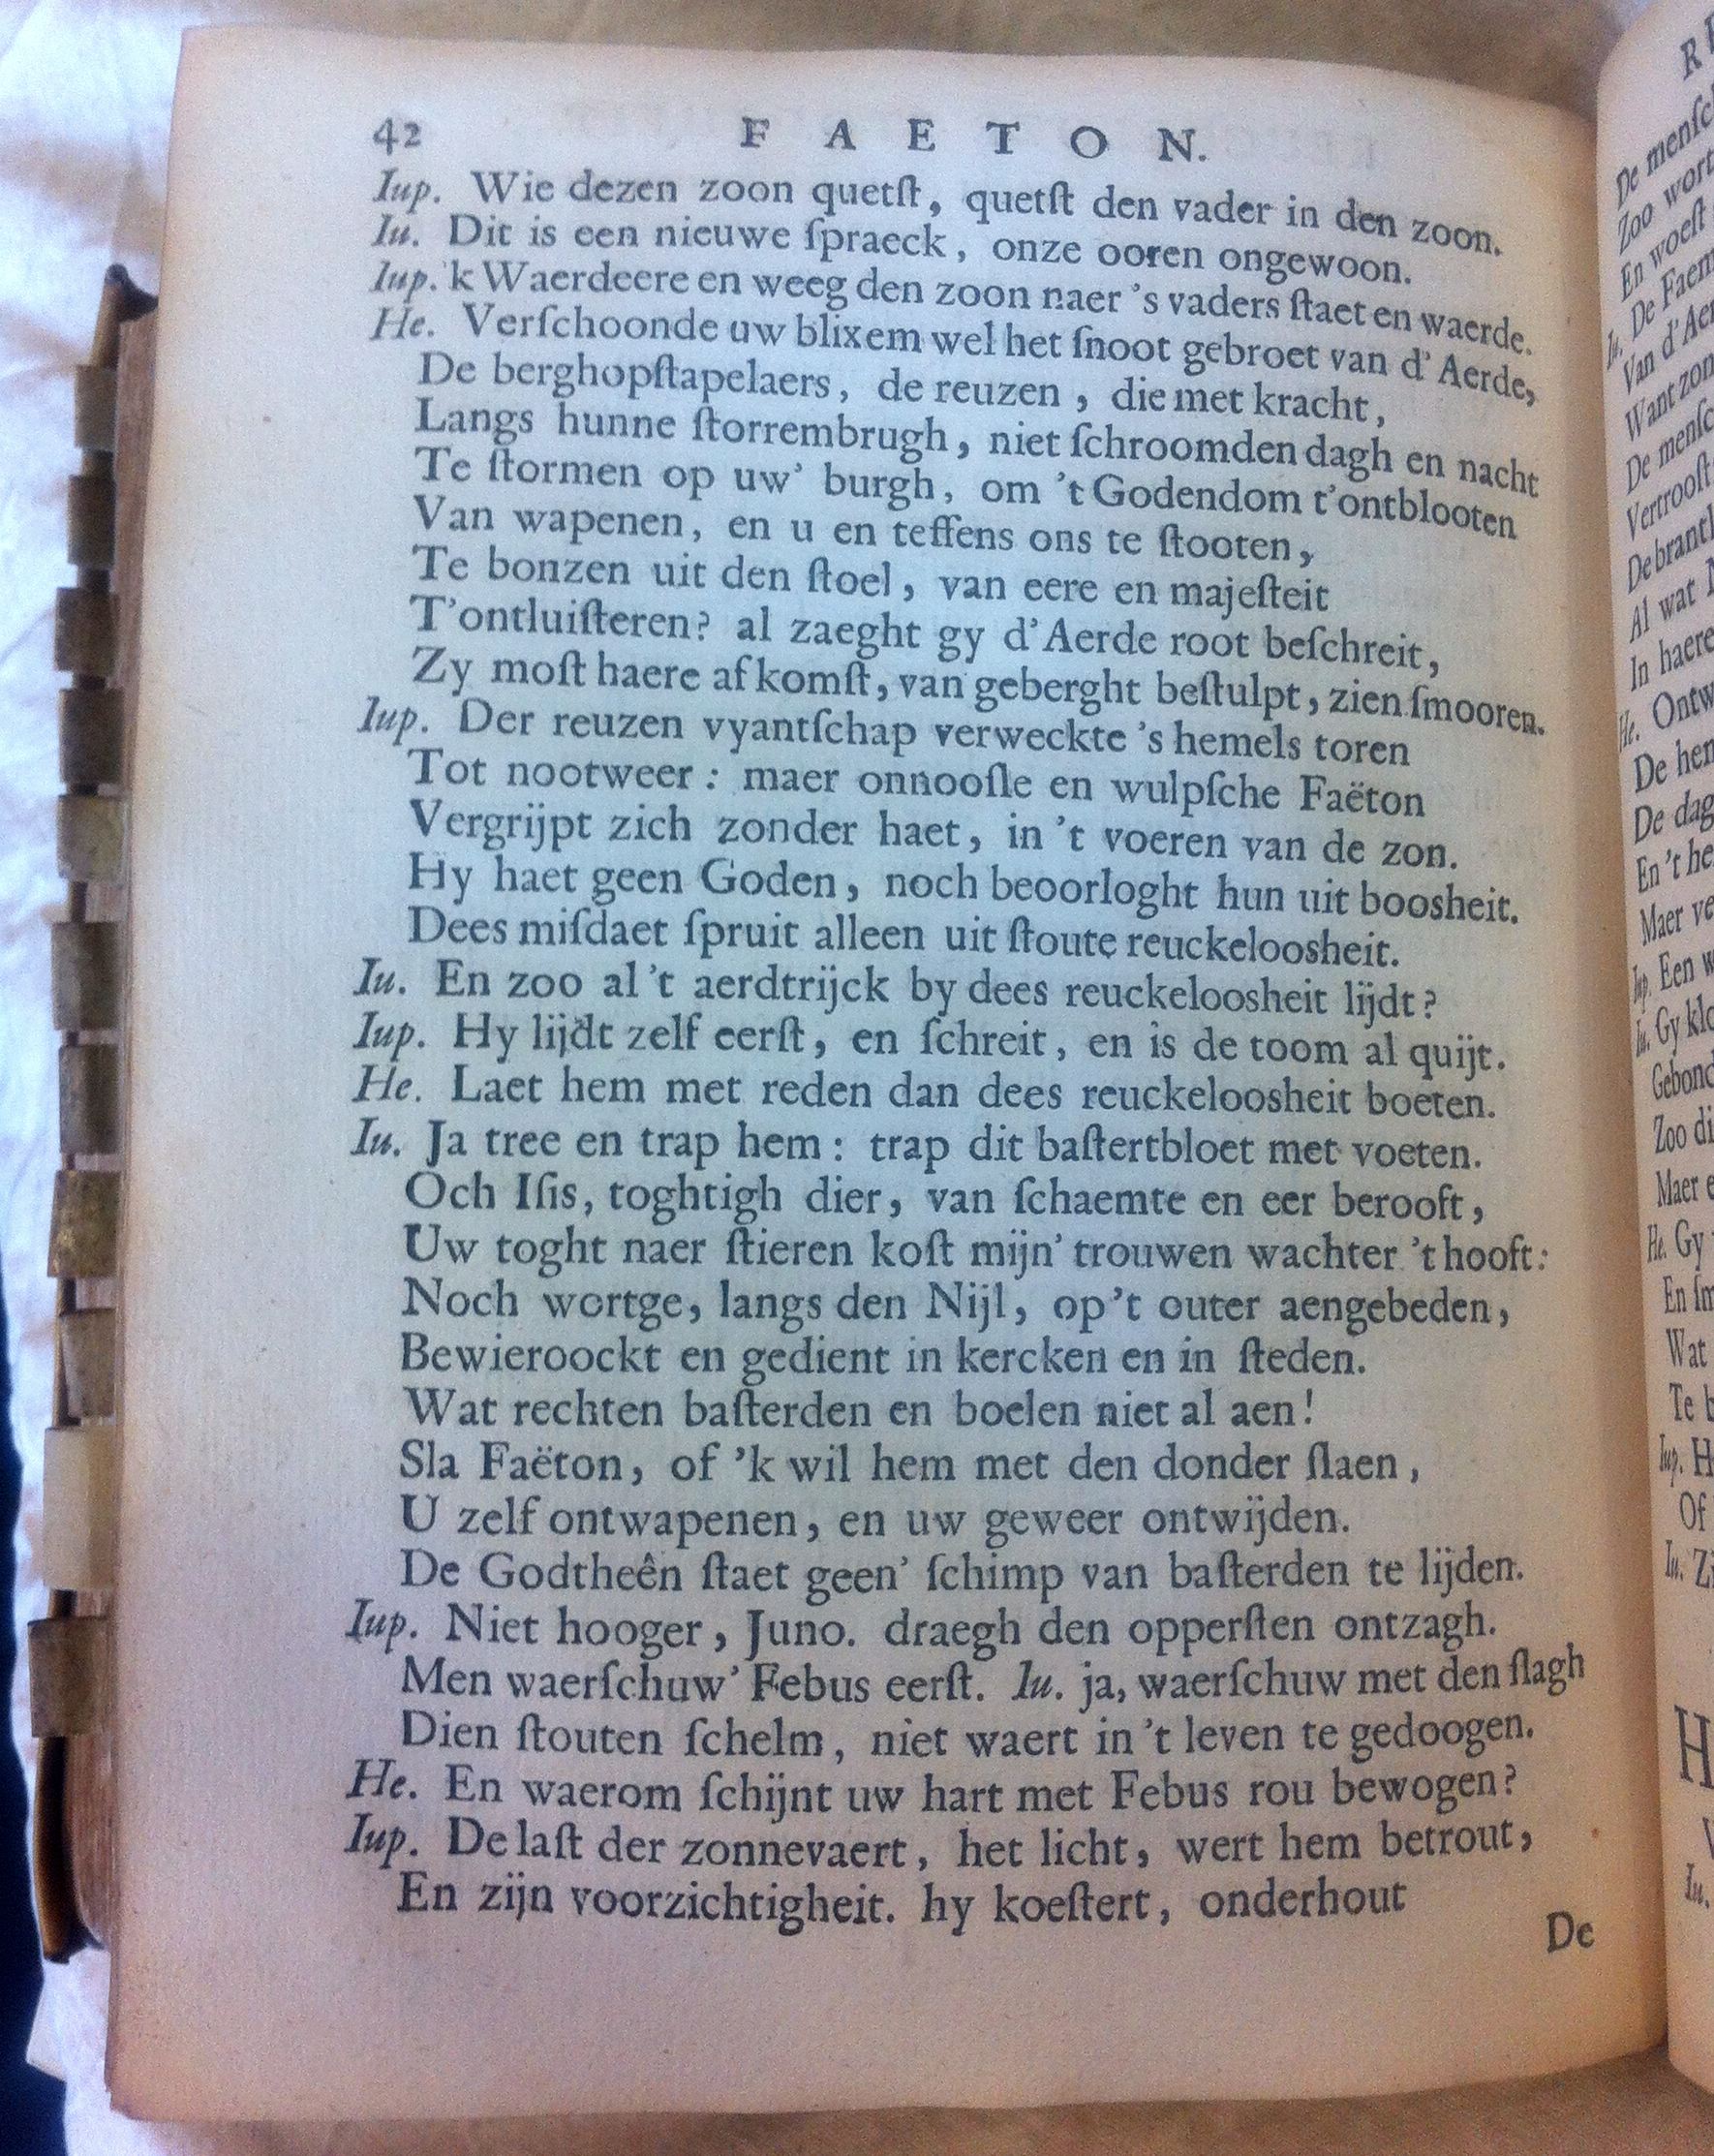 42 FAETON.
Iup. Wie dezen zoon quetſt, quetſt den vader in den zoon.
Iu. Dit is een nieuwe ſpraeck, onze ooren ongewoon.
Iup. 'k Waerdeere en weeg den zoon naer 's vaders ſtaet en waerde.
He. Verſchoonde uw blixem wel het ſnoot gebroet van d' Aerde,
De berghopſtapelaers, de reuzen, die met kracht,
Langs hunne ſtorrembrugh, niet ſchroomden dagh en nacht
Te ſtormen op uw' burgh, om 't Godendom t'ontblooten
Van wapenen, en u en teffens ons te ſtooten,
Te bonzen uit den ſtoel, van eere en majeſteit
T'ontluiſteren? al zaeght gy d'Aerde root beſchreit,
Zy moſt haere afkomſt, van geberght beſtulpt, zien ſmooren.
Iup. Der reuzen vyantſchap verweckte 's hemels toren
Tot nootweer: maer onnooſle en wulpſche Faëton
Vergrijpt zich zonder haet, in 't voeren van de zon.
Hy haet geen Goden, noch beoorloght hun uit boosheit.
Dees miſdaet ſpruit alleen uit ſtoute reuckeloosheit.
Iu. En zoo al 't aerdtrijck by dees reuckeloosheit lijdt?
Iup. Hy lijdt zelf eerſt, en ſchreit, en is de toom al quijt.
He. Laet hem met reden dan dees reuckeloosheit boeten.
Iu. Ja tree en trap hem: trap dit baſtertbloet met voeten.
Och Iſis, toghtigh dier, van ſchaemte en eer berooft,
Uw toght naer ſtieren koſt mijn' trouwen wachter 't hooft:
Noch wortge, langs den Nijl, op't outer aengebeden,
Bewieroockt en gedient in kercken en in ſteden.
Wat rechten baſterden en boelen niet al aen!
Sla Faëton, of 'k wil hem met den donder ſlaen,
U zelf ontwapenen, en uw geweer ontwijden.
De Godtheên ſtaet geen' ſchimp van baſterden te lijden.
Iup. Niet hooger, Juno. draegh den opperſten ontzagh.
Men waerſchuw' Febus eerſt. Iu. ja, waerſchuw met den ſlagh
Dien ſtouten ſchelm, niet waert in 't leven te gedoogen.
He. En waerom ſchijnt uw hart met Febus rou bewogen?
Iup. De laſt der zonnevaert, het licht, wert hem betrout,
En zijn voorzichtigheit. hy koeſtert, onderhout
De